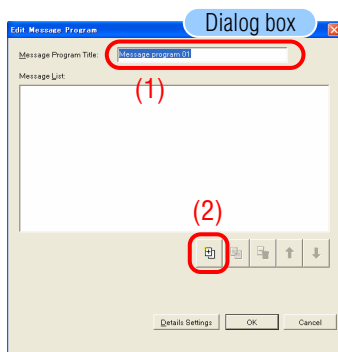 Dialog box
Edit Message Program
Message Program Title: Message program 01
(1)
Message List:
(2)
Details Settings OK Cancel